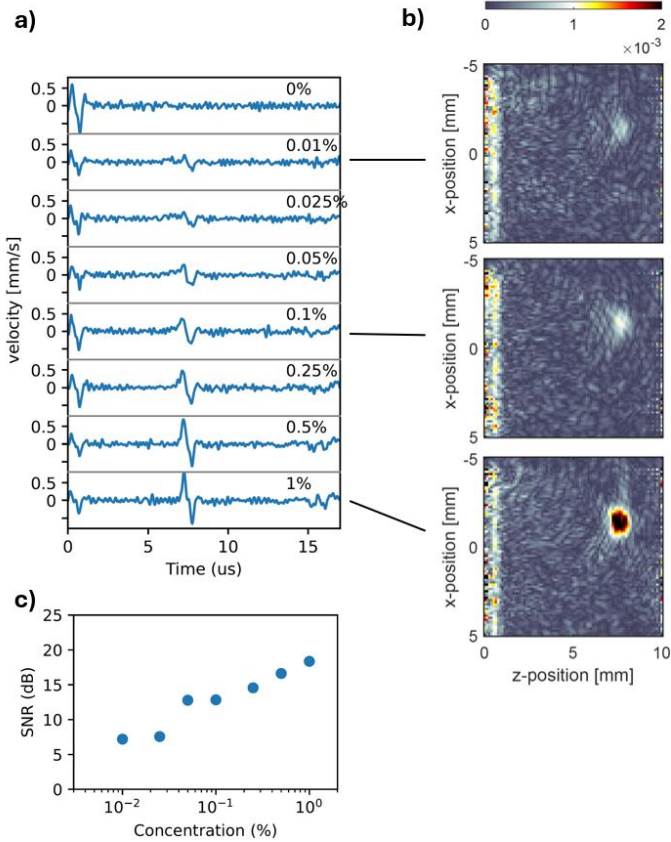 a)
0.5
0
0%
0.5
0
0.01%
0.5
0
0.025%
0.5
0
0.05%
0.5
0
0.1%
0.5
0
0.25%
0.5
0
0.5%
0.5
0
1%
velocity [mm/s]
0 5 10 15
Time (us)
b)
0 1 2
×10⁻³
-5
0
5
x-position [mm]
-5
0
5
x-position [mm]
-5
0
5
x-position [mm]
0 5 10
z-position [mm]
c)
25
20
15
10
5
0
SNR (dB)
10⁻² 10⁻¹ 10⁰
Concentration (%)